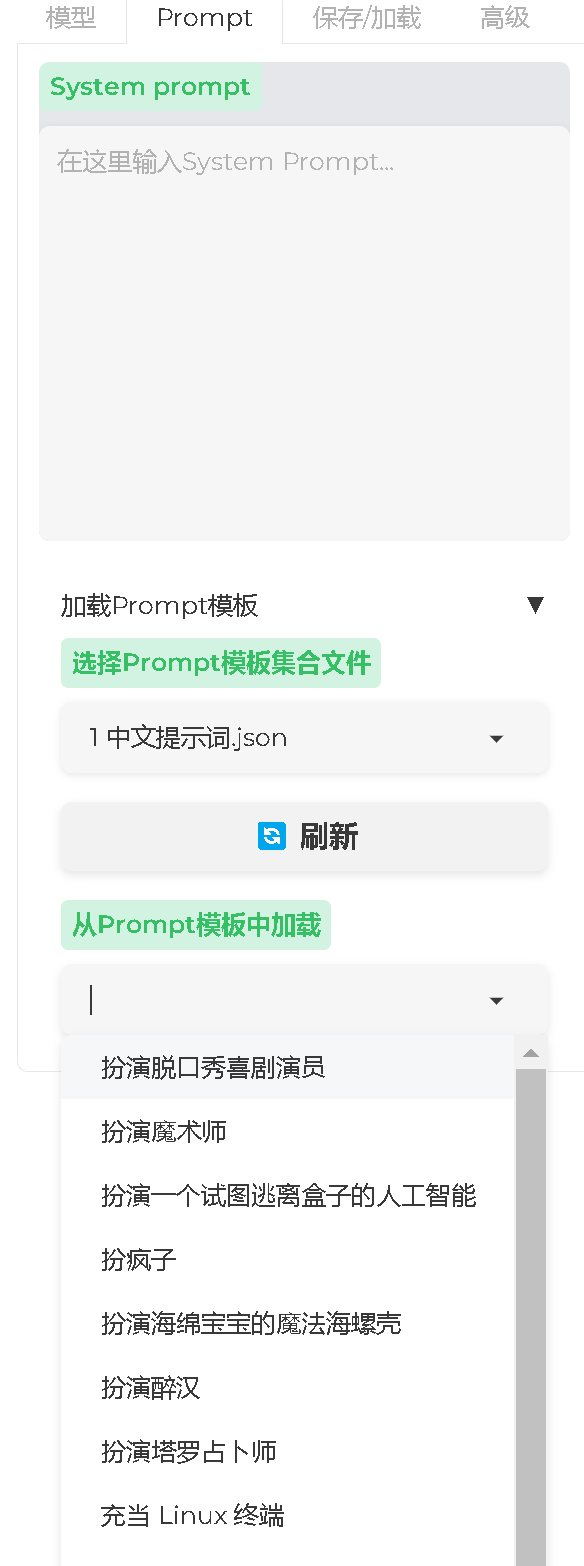 模型 Prompt 保存/加载 高级
System prompt
在这里输入System Prompt...
加载Prompt模板 ▼
选择Prompt模板集合文件
1 中文提示词.json
刷新
从Prompt模板中加载
扮演脱口秀喜剧演员
扮演魔术师
扮演一个试图逃离盒子的人工智能
扮疯子
扮演海绵宝宝的魔法海螺壳
扮演醉汉
扮演塔罗占卜师
充当 Linux 终端